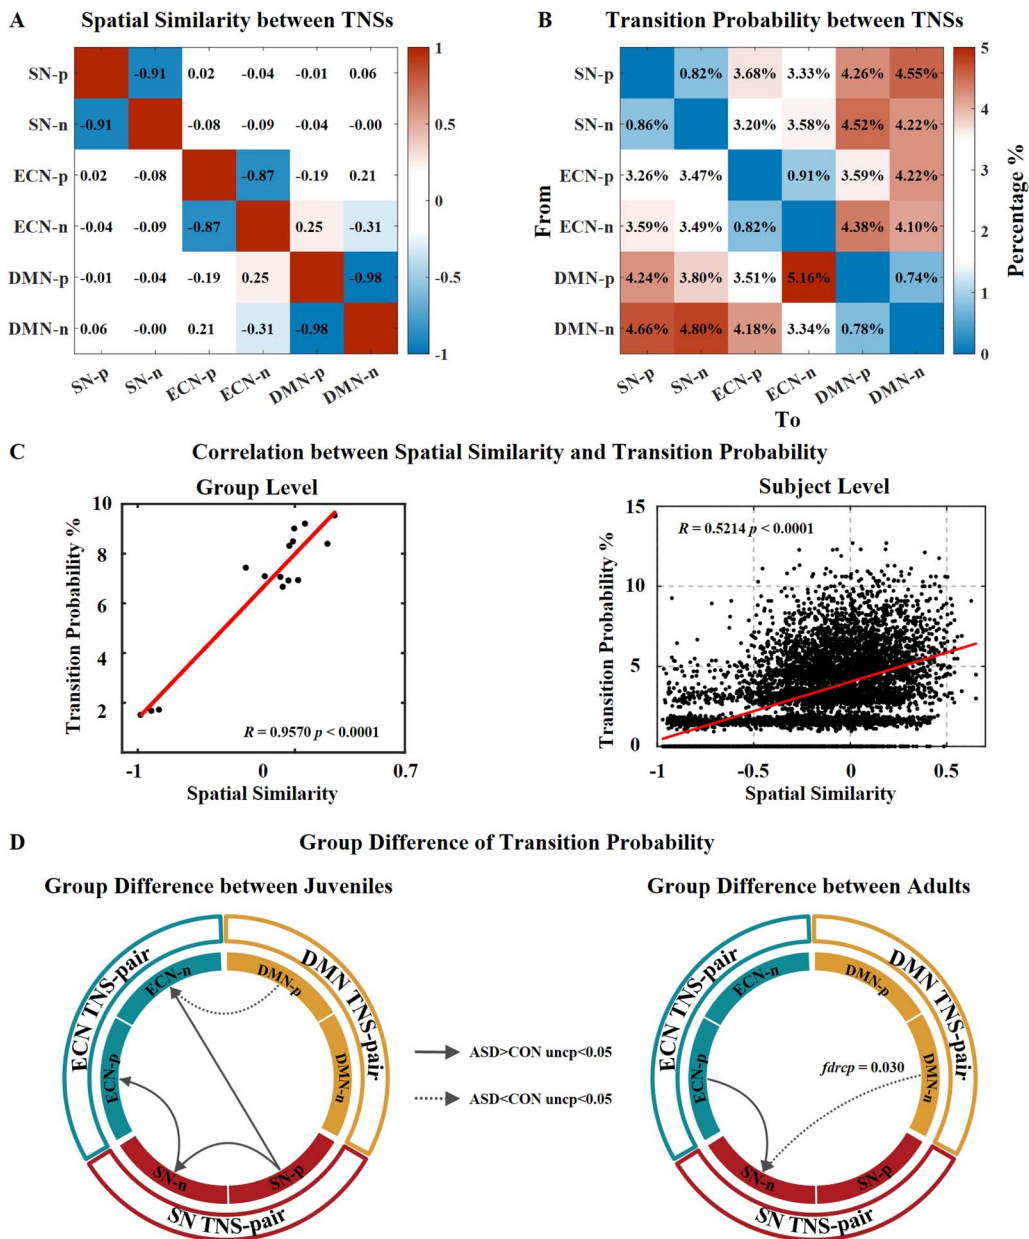 A Spatial Similarity between TNSs
SN-p -0.91 0.02 -0.04 -0.01 0.06
SN-n -0.91 -0.08 -0.09 -0.04 -0.00
ECN-p 0.02 -0.08 -0.87 -0.19 0.21
ECN-n -0.04 -0.09 -0.87 0.25 -0.31
DMN-p -0.01 -0.04 -0.19 0.25 -0.98
DMN-n 0.06 -0.00 0.21 -0.31 -0.98
SN-p SN-n ECN-p ECN-n DMN-p DMN-n
1
0.5
0
-0.5
-1
B Transition Probability between TNSs
From
SN-p 0.82% 3.68% 3.33% 4.26% 4.55%
SN-n 0.86% 3.20% 3.58% 4.52% 4.22%
ECN-p 3.26% 3.47% 0.91% 3.59% 4.22%
ECN-n 3.59% 3.49% 0.82% 4.38% 4.10%
DMN-p 4.24% 3.80% 3.51% 5.16% 0.74%
DMN-n 4.66% 4.80% 4.18% 3.34% 0.78%
SN-p SN-n ECN-p ECN-n DMN-p DMN-n
To
5
4
3
2
1
0
Percentage %
C Correlation between Spatial Similarity and Transition Probability
Group Level
Transition Probability %
10
8
6
4
2
R = 0.9570 p < 0.0001
-1 0 0.7
Spatial Similarity
Subject Level
Transition Probability %
15
10
5
0
R = 0.5214 p < 0.0001
-1 -0.5 0 0.5
Spatial Similarity
D Group Difference of Transition Probability
Group Difference between Juveniles
ECN TNS-pair
DMN TNS-pair
SN TNS-pair
ECN-n
DMN-p
ECN-p
DMN-n
SN-n
SN-p
ASD>CON uncp<0.05
ASD<CON uncp<0.05
Group Difference between Adults
ECN TNS-pair
DMN TNS-pair
SN TNS-pair
ECN-n
DMN-p
ECN-p
DMN-n
SN-n
SN-p
fdrcp = 0.030